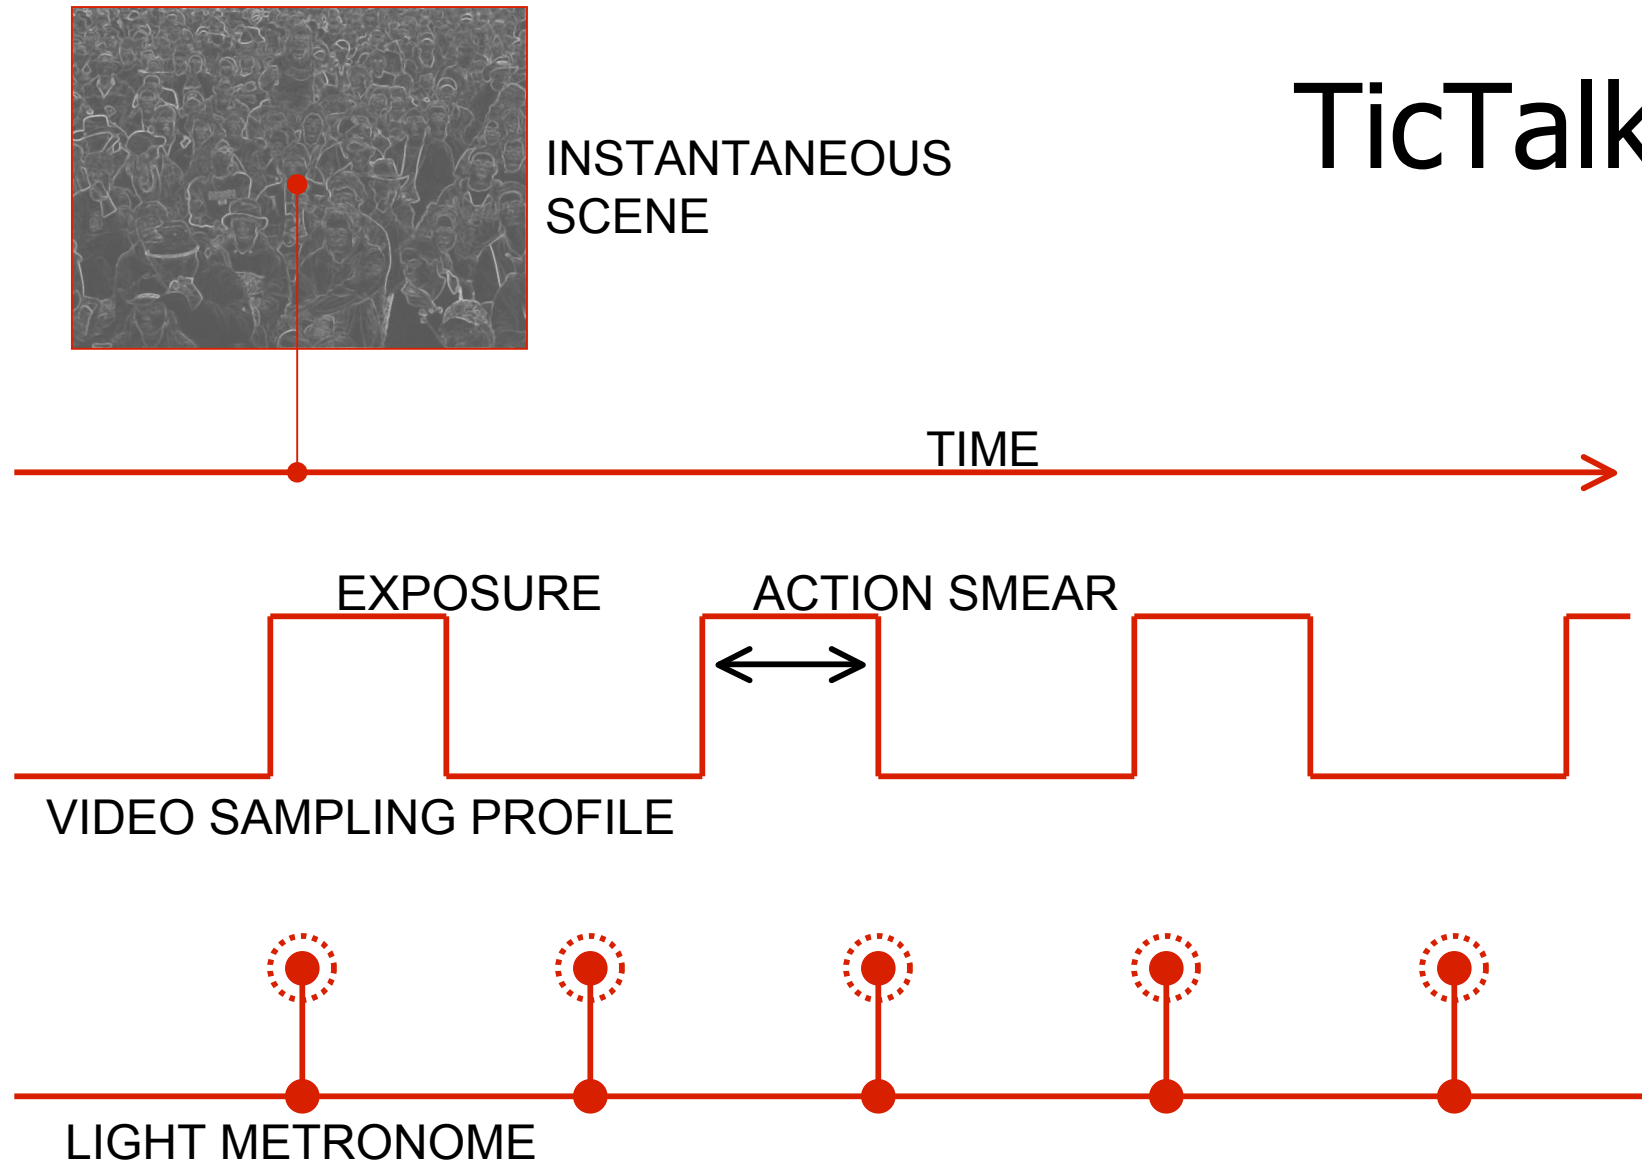 TicTalk
INSTANTANEOUS
SCENE
TIME
EXPOSURE
ACTION SMEAR
VIDEO SAMPLING PROFILE
LIGHT METRONOME